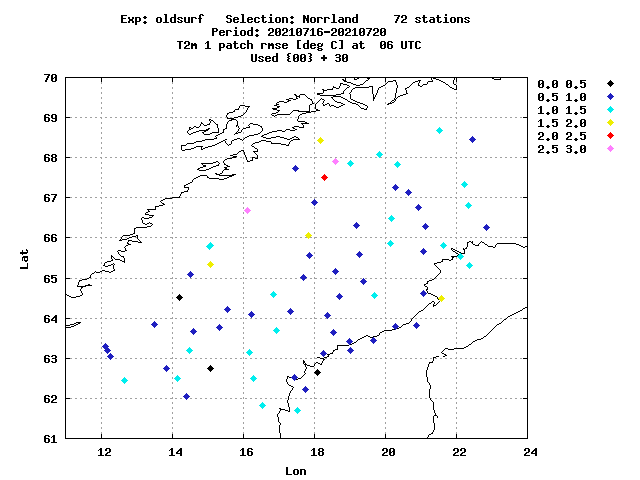 Exp: oldsurf   Selection: Norrland     72 stations
Period: 20210716-20210720
T2m 1 patch rmse [deg C] at  06 UTC
Used {00} + 30
0.0 0.5
0.5 1.0
1.0 1.5
1.5 2.0
2.0 2.5
2.5 3.0
70
69
68
67
66
65
64
63
62
61
Lat
12 14 16 18 20 22 24
Lon